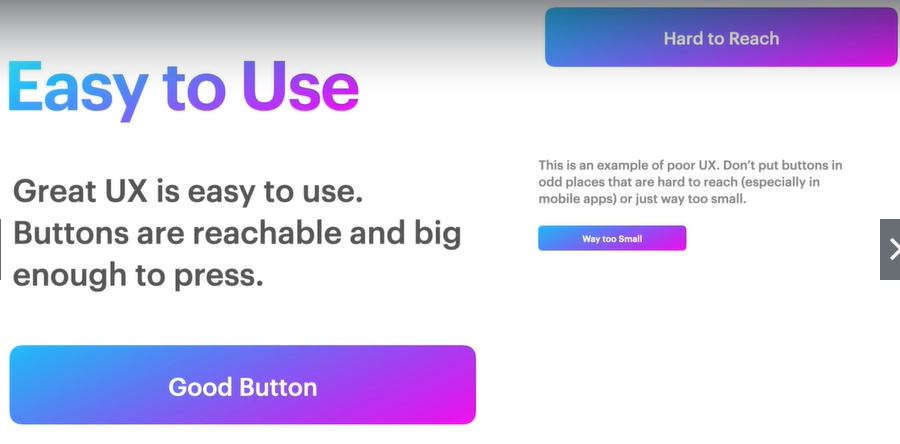 Easy to Use
Great UX is easy to use.
Buttons are reachable and big
enough to press.
Good Button
Hard to Reach
This is an example of poor UX. Don’t put buttons in
odd places that are hard to reach (especially in
mobile apps) or just way too small.
Way too Small